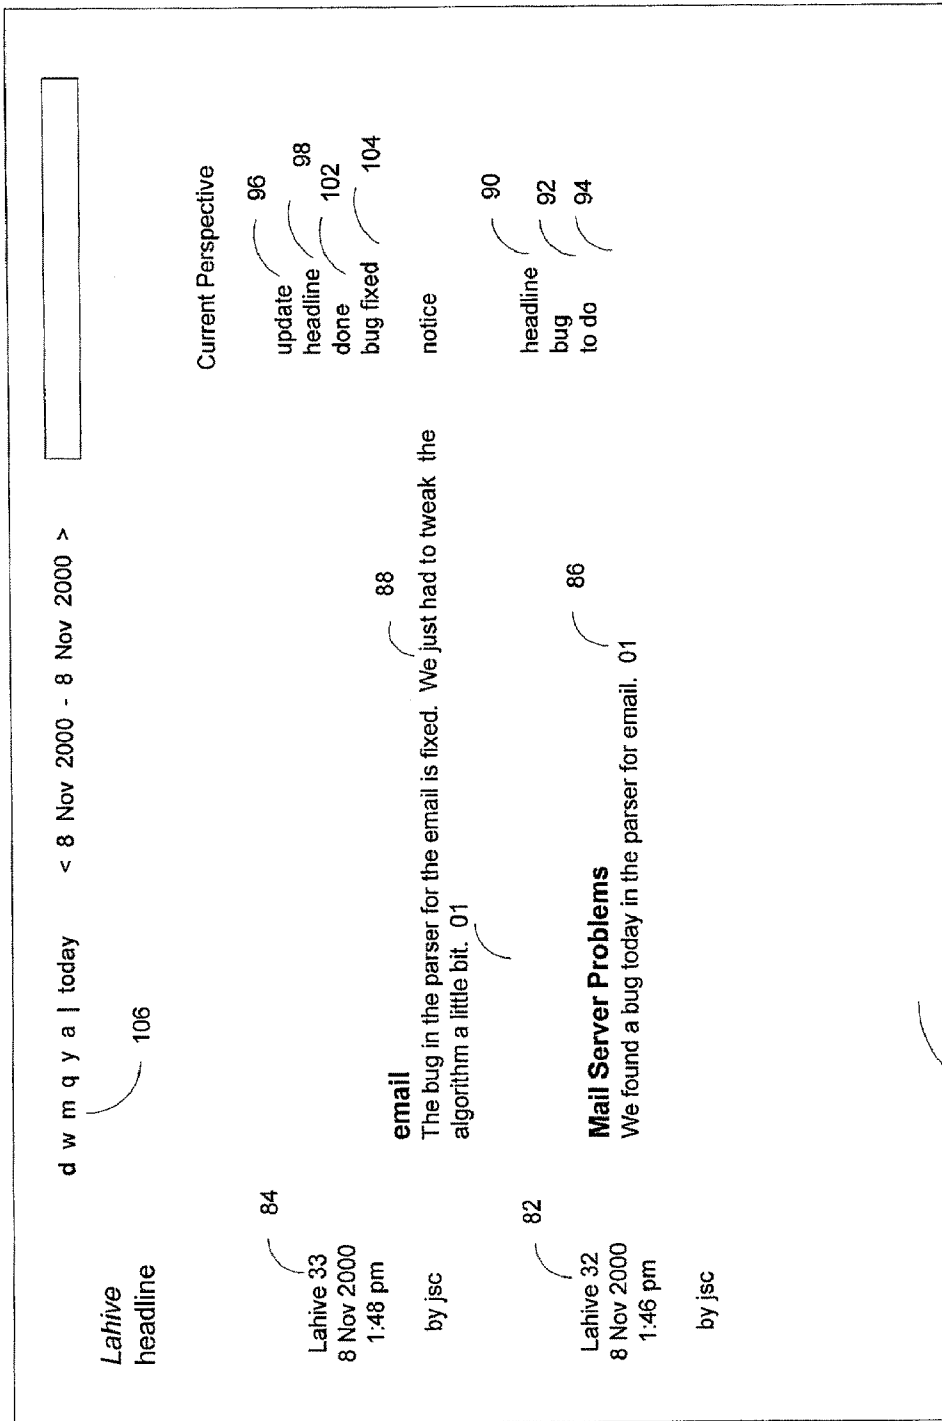 d w m q y a | today < 8 Nov 2000 - 8 Nov 2000 >
106
Lahive
headline
Current Perspective
84
Lahive 33
8 Nov 2000
1:48 pm
by jsc
email
88
The bug in the parser for the email is fixed. We just had to tweak the
algorithm a little bit. 01
update 96
headline 98
done 102
bug fixed 104
notice
82
Lahive 32
8 Nov 2000
1:46 pm
by jsc
Mail Server Problems
86
We found a bug today in the parser for email. 01
headline 90
bug 92
to do 94